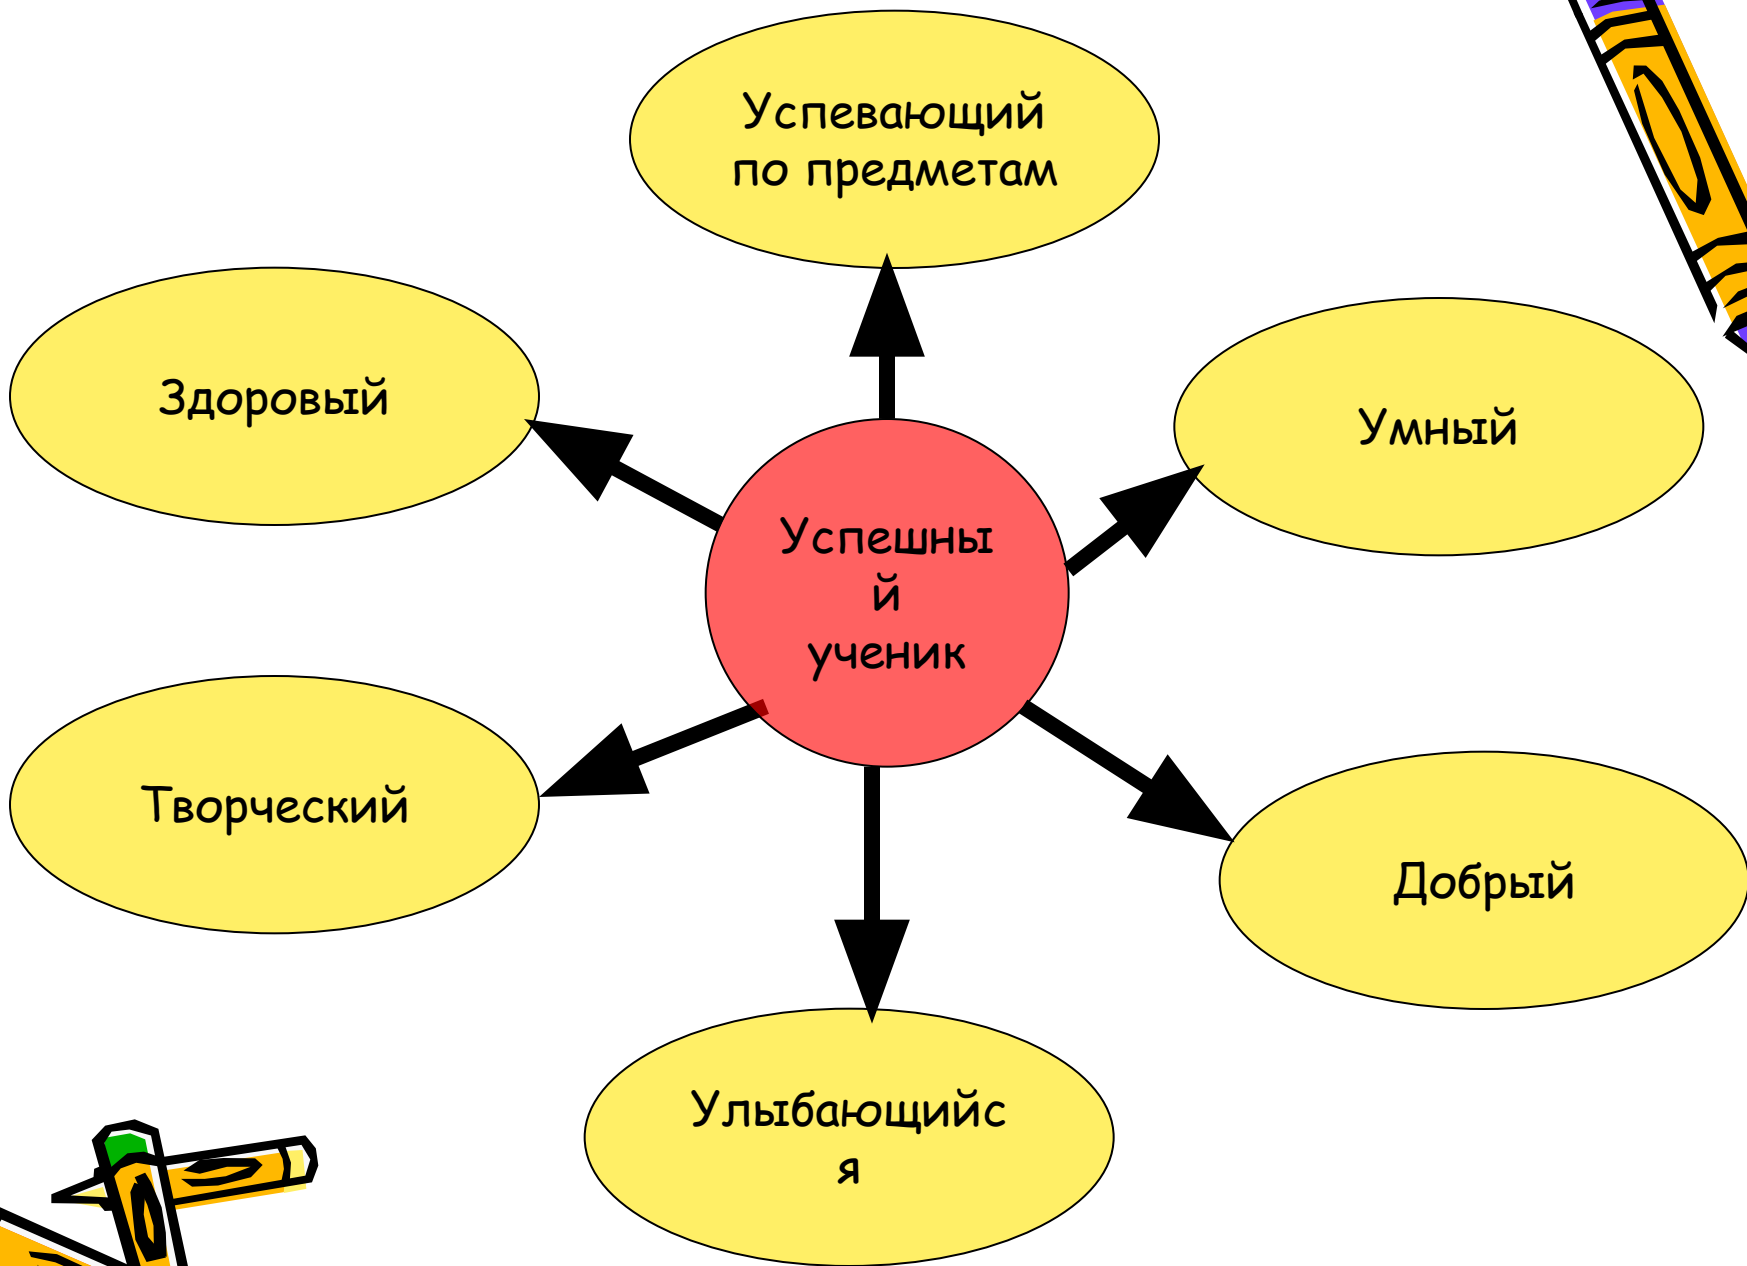 Успевающий
по предметам
Здоровый
Умный
Успешны
й
ученик
Творческий
Добрый
Улыбающийс
я